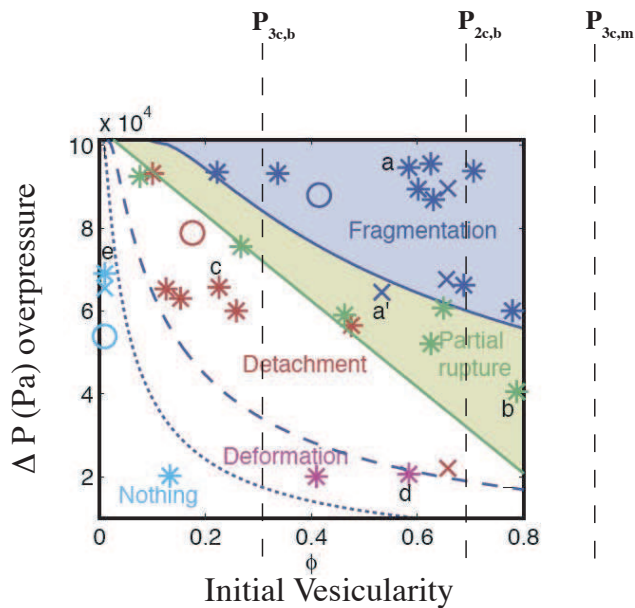 P3c,b P2c,b P3c,m
x 10^4
10
8
6
4
2
0 0.2 0.4 0.6 0.8
Δ P (Pa) overpressure
a
Fragmentation
e
c
a'
Partial
rupture
Detachment
b
Deformation
d
Nothing
ϕ
Initial Vesicularity